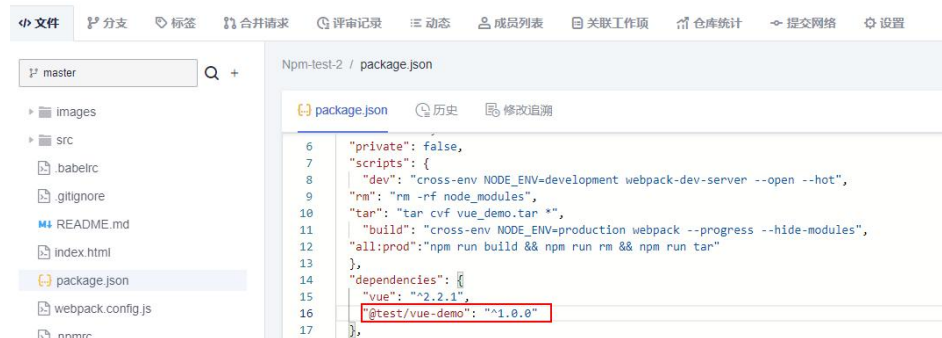 </> 文件 分支 标签 合并请求 评审记录 动态 成员列表 关联工作项 仓库统计 提交网络 设置
master
images
src
.babelrc
.gitignore
README.md
index.html
package.json
webpack.config.js
.npmrc
Npm-test-2 / package.json
package.json 历史 修改追溯
6 "private": false,
7 "scripts": {
8 "dev": "cross-env NODE_ENV=development webpack-dev-server --open --hot",
9 "rm": "rm -rf node_modules",
10 "tar": "tar cvf vue_demo.tar *",
11 "build": "cross-env NODE_ENV=production webpack --progress --hide-modules",
12 "all:prod":"npm run build && npm run rm && npm run tar"
13 },
14 "dependencies": {
15 "vue": "^2.2.1",
16 "@test/vue-demo": "^1.0.0"
17 },